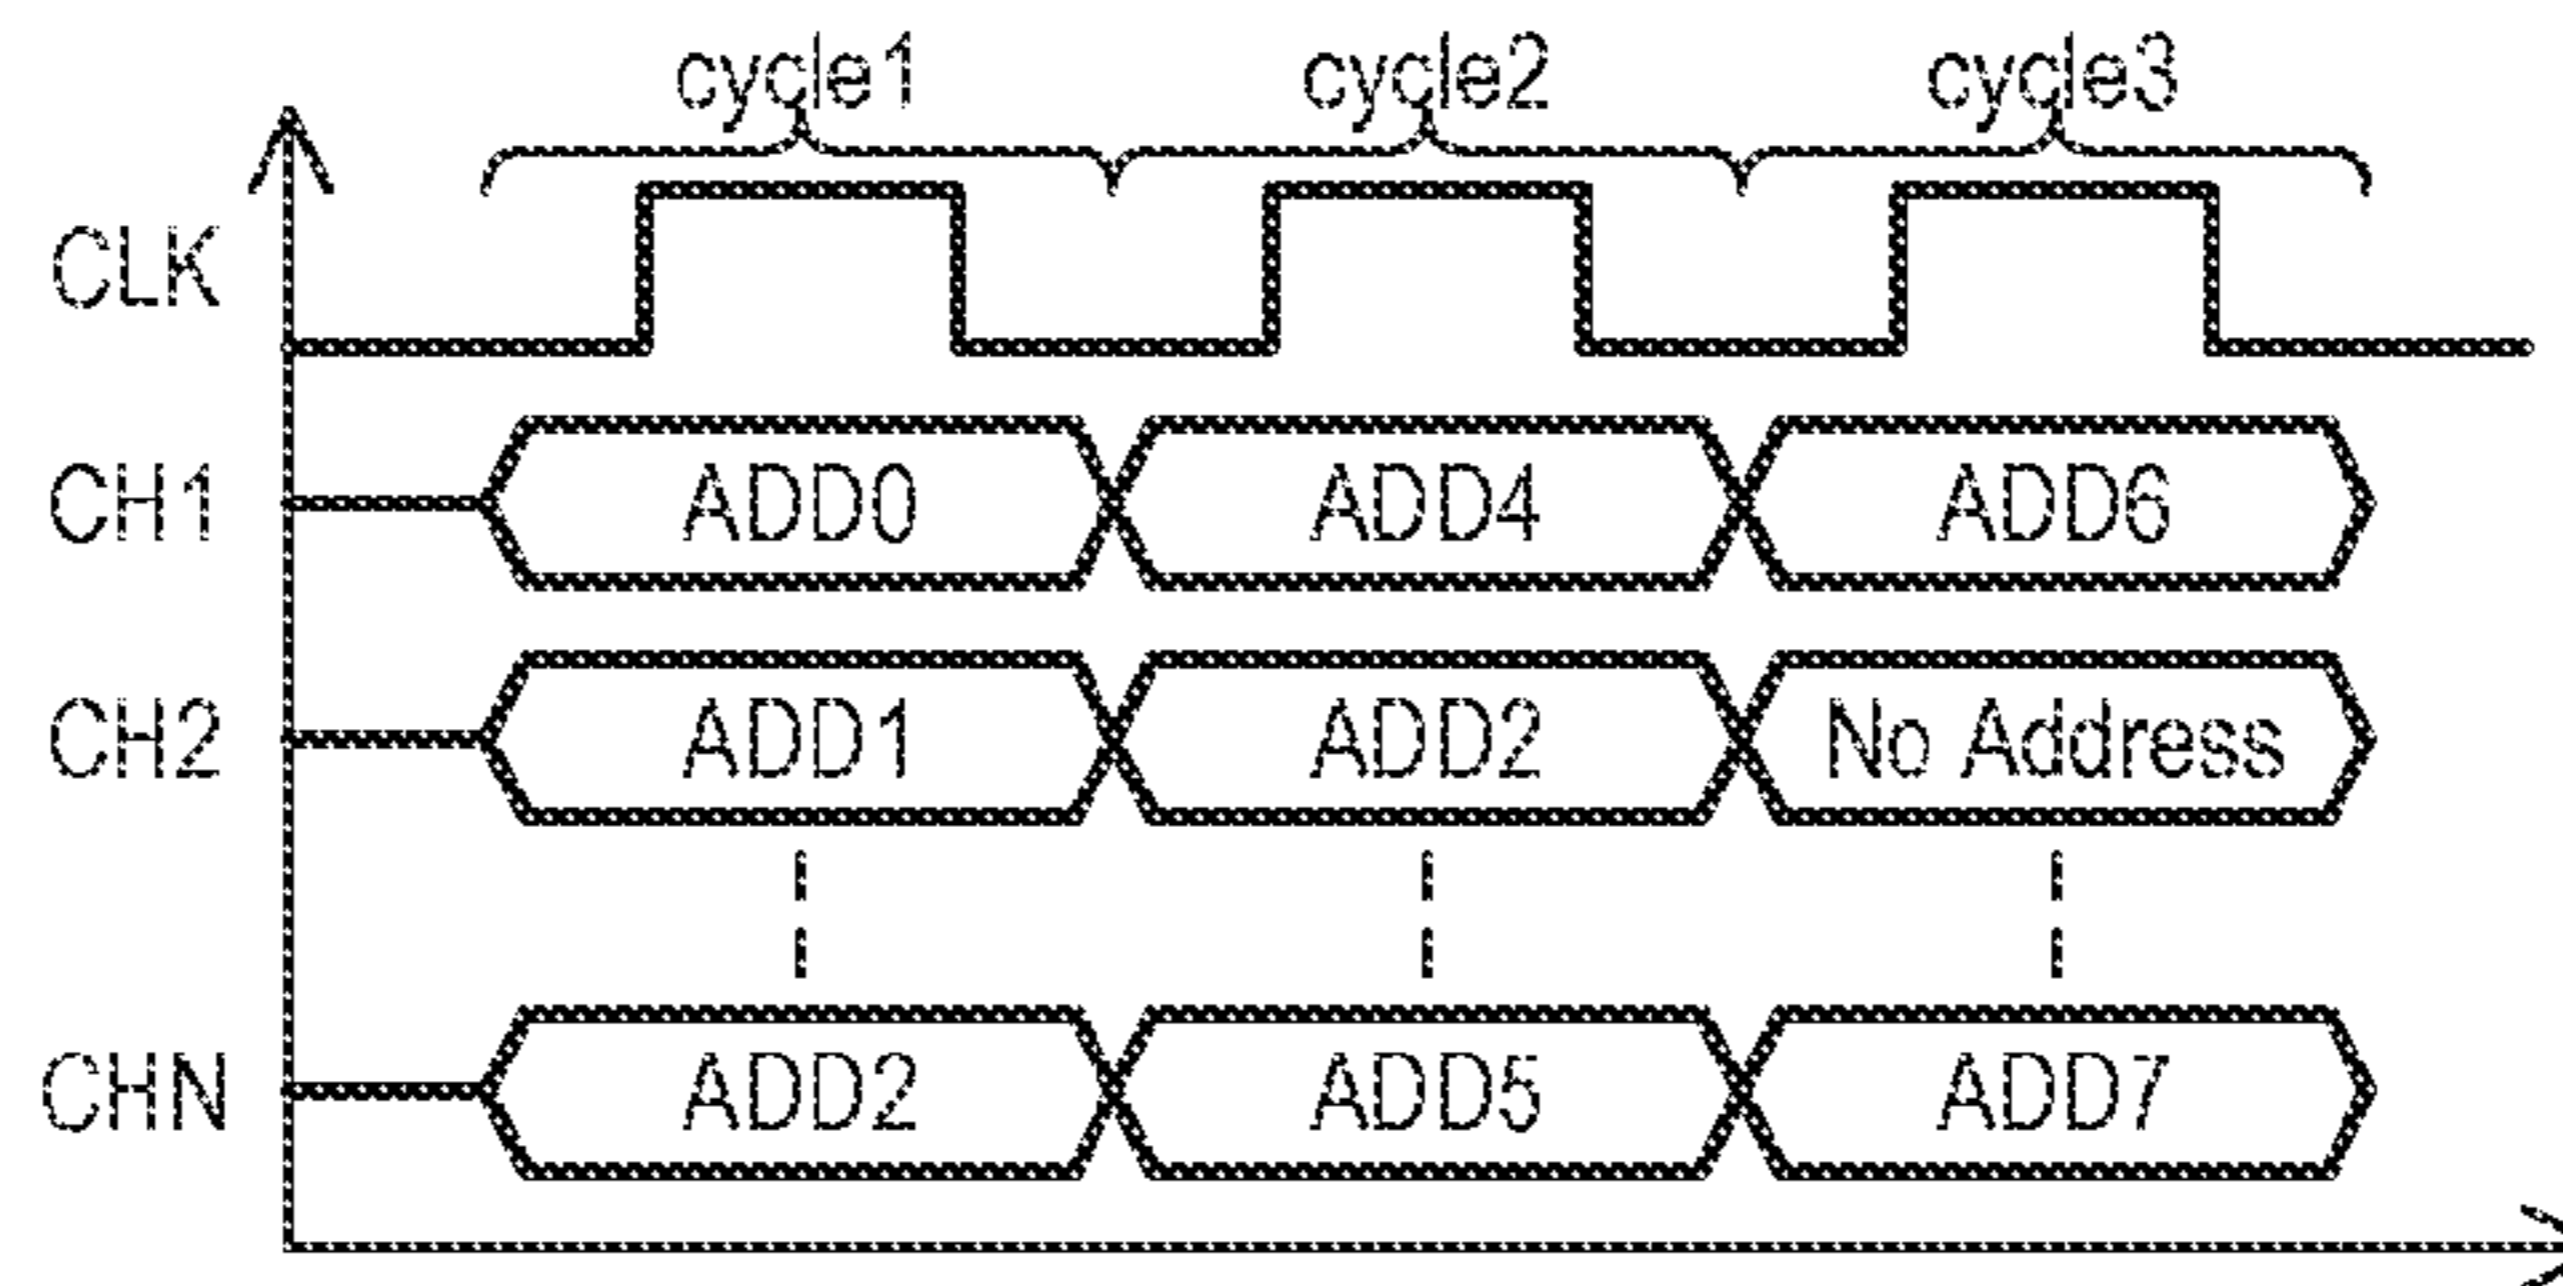 cycle1 cycle2 cycle3
CLK
CH1 ADD0 ADD4 ADD6
CH2 ADD1 ADD2 No Address
CHN ADD2 ADD5 ADD7